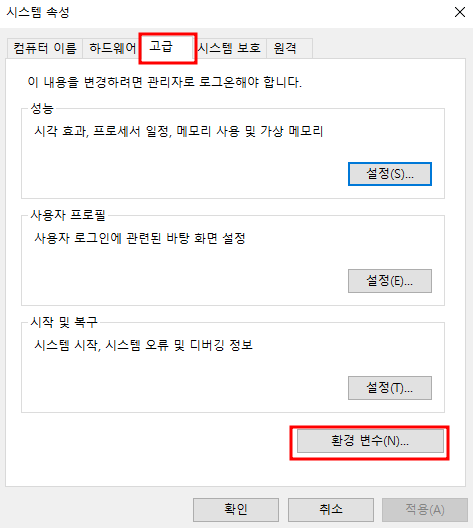 시스템 속성
컴퓨터 이름 하드웨어 고급 시스템 보호 원격
이 내용을 변경하려면 관리자로 로그온해야 합니다.
성능
시각 효과, 프로세서 일정, 메모리 사용 및 가상 메모리
설정(S)...
사용자 프로필
사용자 로그인에 관련된 바탕 화면 설정
설정(E)...
시작 및 복구
시스템 시작, 시스템 오류 및 디버깅 정보
설정(T)...
환경 변수(N)...
확인 취소 적용(A)